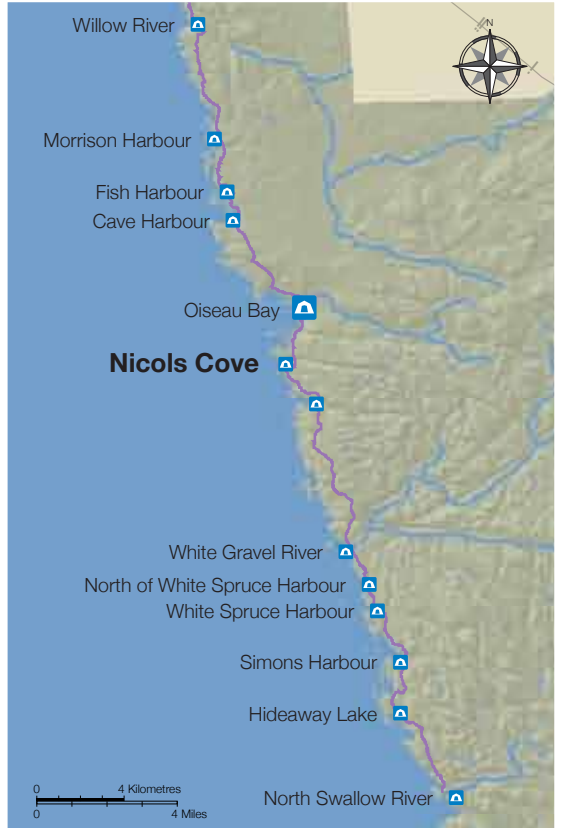 Willow River
N
Morrison Harbour
Fish Harbour
Cave Harbour
Oiseau Bay
Nicols Cove
White Gravel River
North of White Spruce Harbour
White Spruce Harbour
Simons Harbour
Hideaway Lake
0 4 Kilometres
0 4 Miles
North Swallow River